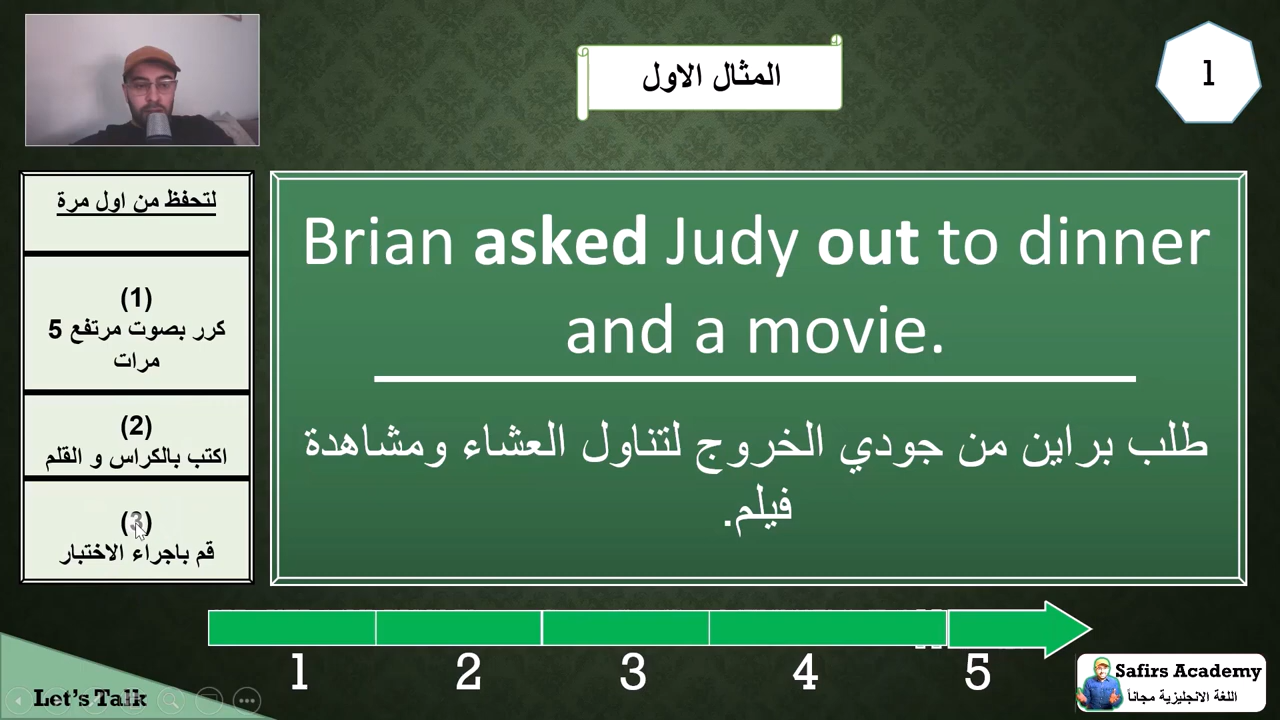 المثال الاول
1
لتحفظ من اول مرة
(1)
كرر بصوت مرتفع 5
مرات
(2)
اكتب بالكراس و القلم
(3)
قم باجراء الاختبار
Brian asked Judy out to dinner
and a movie.
طلب براين من جودي الخروج لتناول العشاء ومشاهدة
فيلم.
1 2 3 4 5
Let's Talk
Safirs Academy
اللغة الانجليزية مجاناً